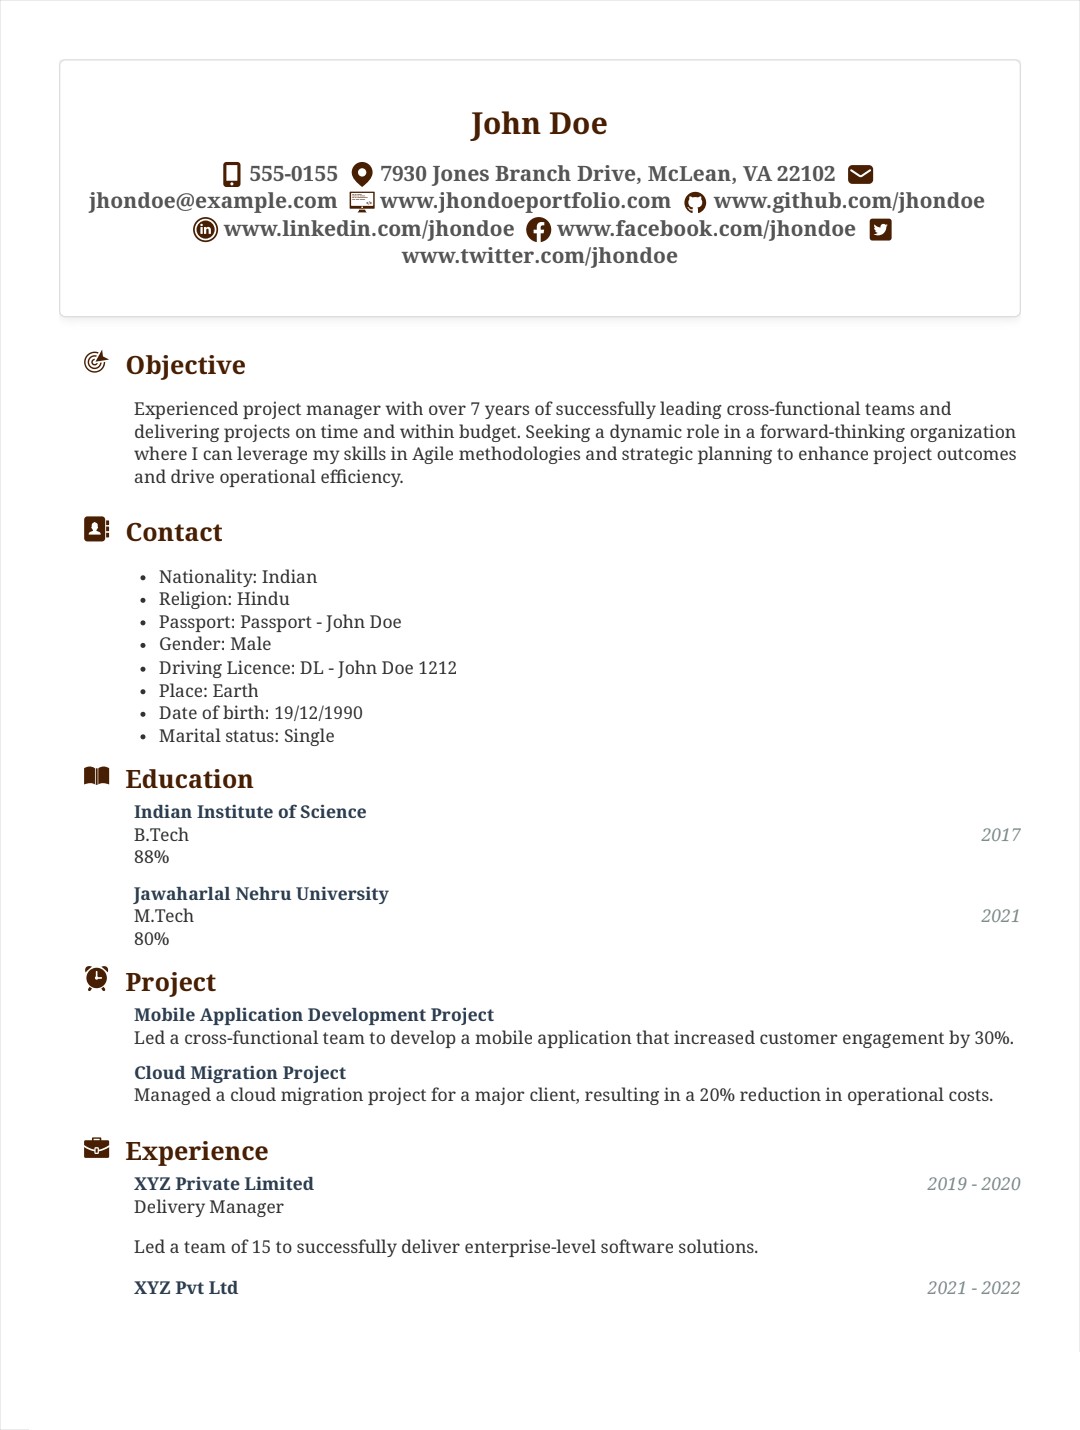 John Doe
555-0155 7930 Jones Branch Drive, McLean, VA 22102
jhondoe@example.com www.jhondoeportfolio.com www.github.com/jhondoe
www.linkedin.com/jhondoe www.facebook.com/jhondoe
www.twitter.com/jhondoe
Objective
Experienced project manager with over 7 years of successfully leading cross-functional teams and
delivering projects on time and within budget. Seeking a dynamic role in a forward-thinking organization
where I can leverage my skills in Agile methodologies and strategic planning to enhance project outcomes
and drive operational efficiency.
Contact
• Nationality: Indian
• Religion: Hindu
• Passport: Passport - John Doe
• Gender: Male
• Driving Licence: DL - John Doe 1212
• Place: Earth
• Date of birth: 19/12/1990
• Marital status: Single
Education
Indian Institute of Science
B.Tech 2017
88%
Jawaharlal Nehru University
M.Tech 2021
80%
Project
Mobile Application Development Project
Led a cross-functional team to develop a mobile application that increased customer engagement by 30%.
Cloud Migration Project
Managed a cloud migration project for a major client, resulting in a 20% reduction in operational costs.
Experience
XYZ Private Limited 2019 - 2020
Delivery Manager
Led a team of 15 to successfully deliver enterprise-level software solutions.
XYZ Pvt Ltd 2021 - 2022